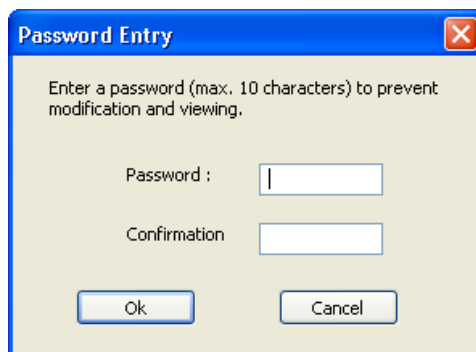 Password Entry
Enter a password (max. 10 characters) to prevent
modification and viewing.
Password :
Confirmation
Ok
Cancel